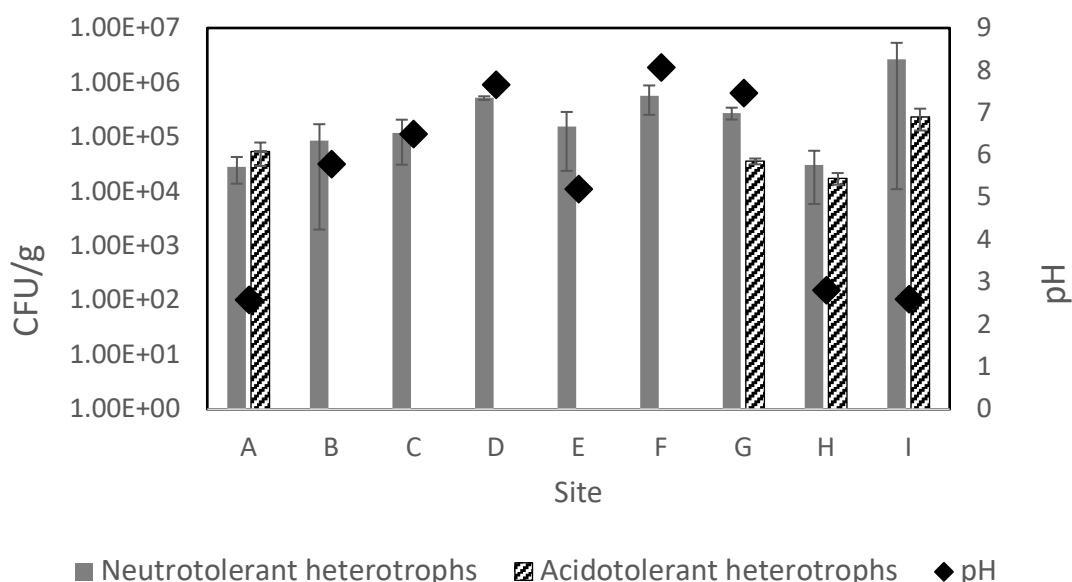 1.00E+07
1.00E+06
1.00E+05
1.00E+04
1.00E+03
1.00E+02
1.00E+01
1.00E+00
CFU/g
9
8
7
6
5
4
3
2
1
0
pH
A B C D E F G H I
Site
Neutrotolerant heterotrophs Acidotolerant heterotrophs pH